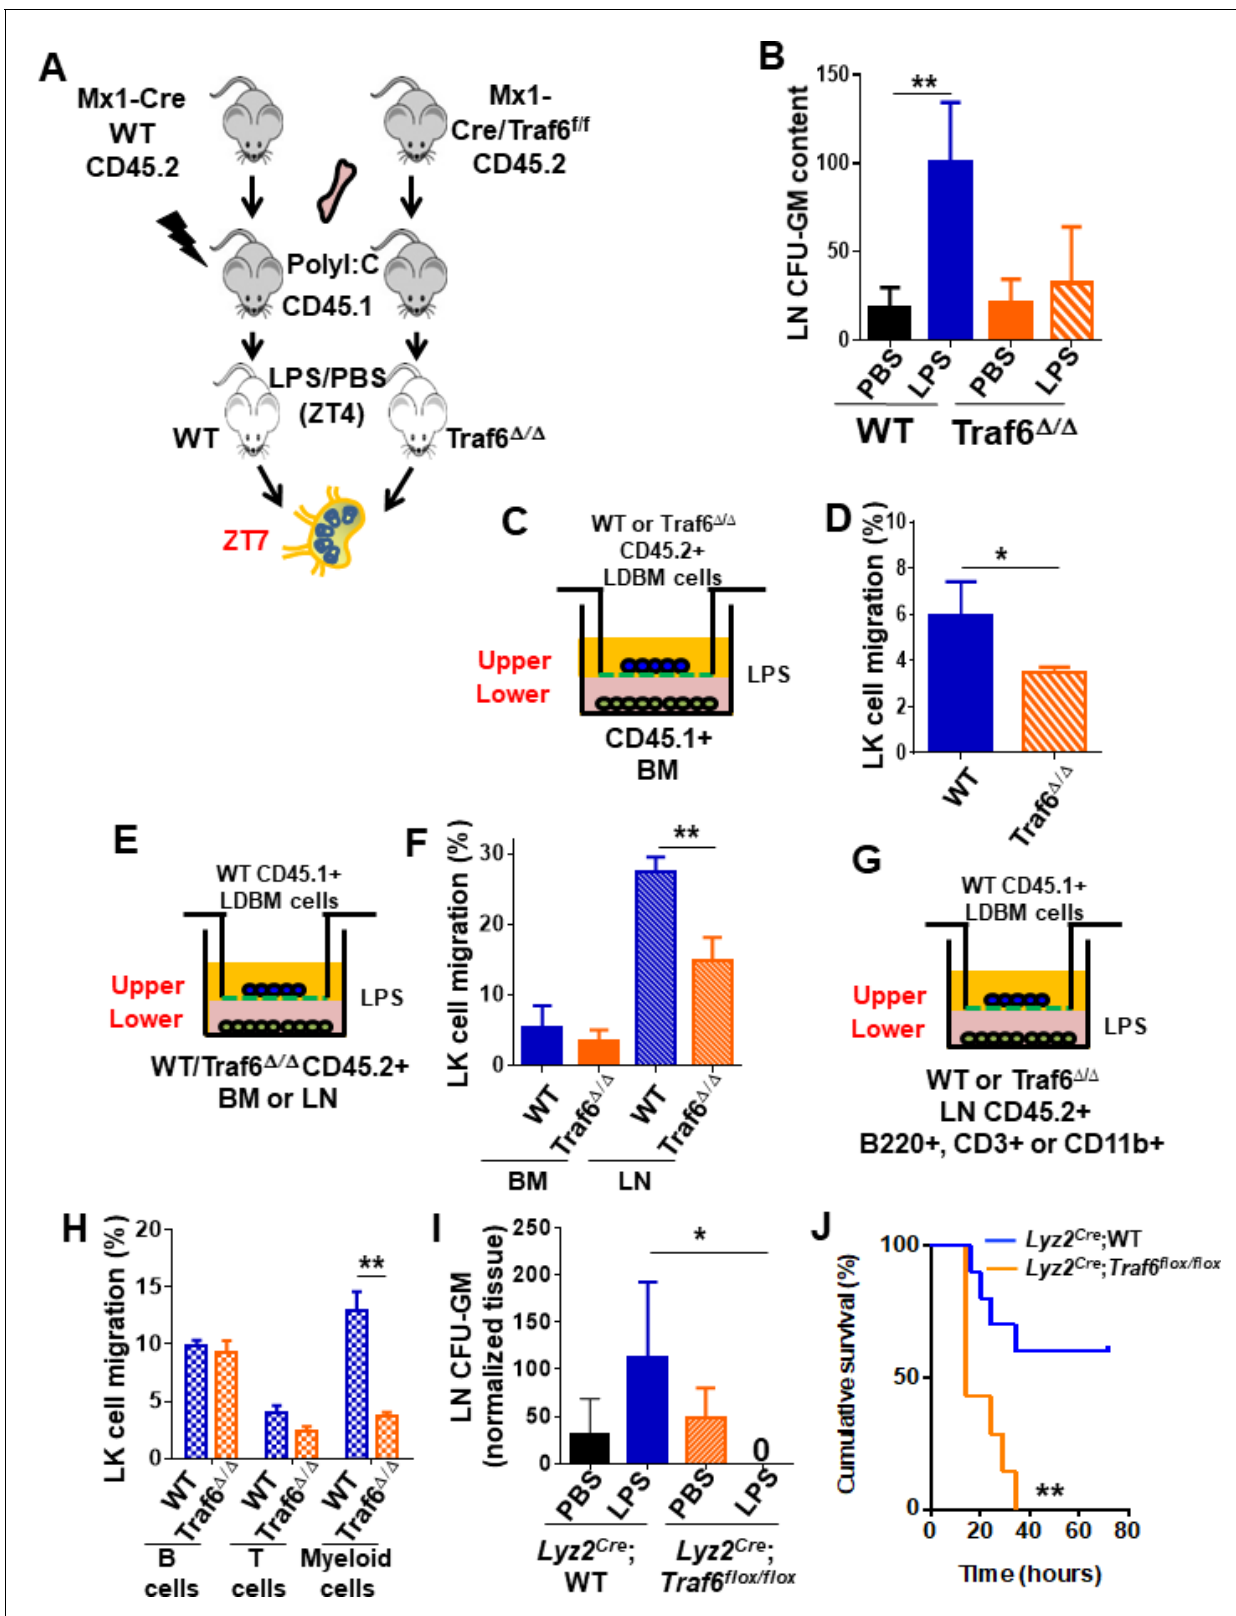 A
Mx1-Cre
WT
CD45.2
Mx1-
Cre/Traf6f/f
CD45.2
PolyI:C
CD45.1
LPS/PBS
(ZT4)
WT
Traf6Δ/Δ
ZT7
B
LN CFU-GM content
150
100
50
0
**
PBS
LPS
PBS
LPS
WT
Traf6Δ/Δ
C
WT or Traf6Δ/Δ
CD45.2+
LDBM cells
Upper
Lower
LPS
CD45.1+
BM
D
LK cell migration (%)
10
8
6
4
2
0
*
WT
Traf6Δ/Δ
E
WT CD45.1+
LDBM cells
Upper
Lower
LPS
WT/Traf6Δ/Δ CD45.2+
BM or LN
F
LK cell migration (%)
30
20
10
0
**
WT
Traf6Δ/Δ
WT
Traf6Δ/Δ
BM
LN
G
WT CD45.1+
LDBM cells
Upper
Lower
LPS
WT or Traf6Δ/Δ
LN CD45.2+
B220+, CD3+ or CD11b+
H
LK cell migration (%)
20
15
10
5
0
**
WT
Traf6Δ/Δ
WT
Traf6Δ/Δ
WT
Traf6Δ/Δ
B
cells
T
cells
Myeloid
cells
I
LN CFU-GM
(normalized tissue)
250
200
150
100
50
0
*
0
PBS
LPS
PBS
LPS
Lyz2Cre;
WT
Lyz2Cre;
Traf6flox/flox
J
Cumulative survival (%)
100
50
0
Lyz2Cre;WT
Lyz2Cre;Traf6flox/flox
**
0
20
40
60
80
Time (hours)